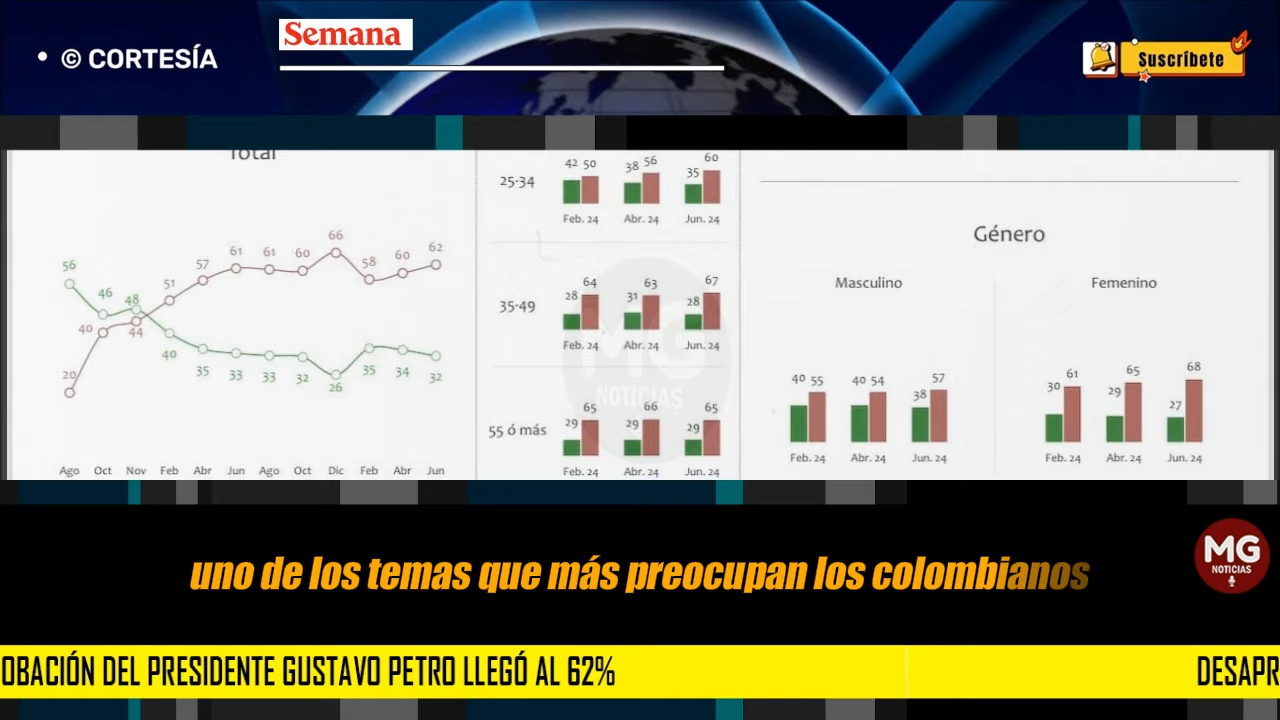 • © CORTESÍA
Semana
Suscríbete
Total
56
46
48
40
35
33
33
32
26
35
34
32
20
40
44
51
57
61
61
60
66
58
60
62
Ago Oct Nov Feb Abr Jun Ago Oct Dic Feb Abr Jun
25-34
42 50 38 56 35 60
Feb. 24 Abr. 24 Jun. 24
35-49
28 64 31 63 28 67
Feb. 24 Abr. 24 Jun. 24
55 ó más
29 65 29 66 29 65
Feb. 24 Abr. 24 Jun. 24
MG
NOTICIAS
Género
Masculino
40 55 40 54 38 57
Feb. 24 Abr. 24 Jun. 24
Femenino
30 61 29 65 27 68
Feb. 24 Abr. 24 Jun. 24
uno de los temas que más preocupan los colombianos
MG
NOTICIAS
OBACIÓN DEL PRESIDENTE GUSTAVO PETRO LLEGÓ AL 62%
DESAPR